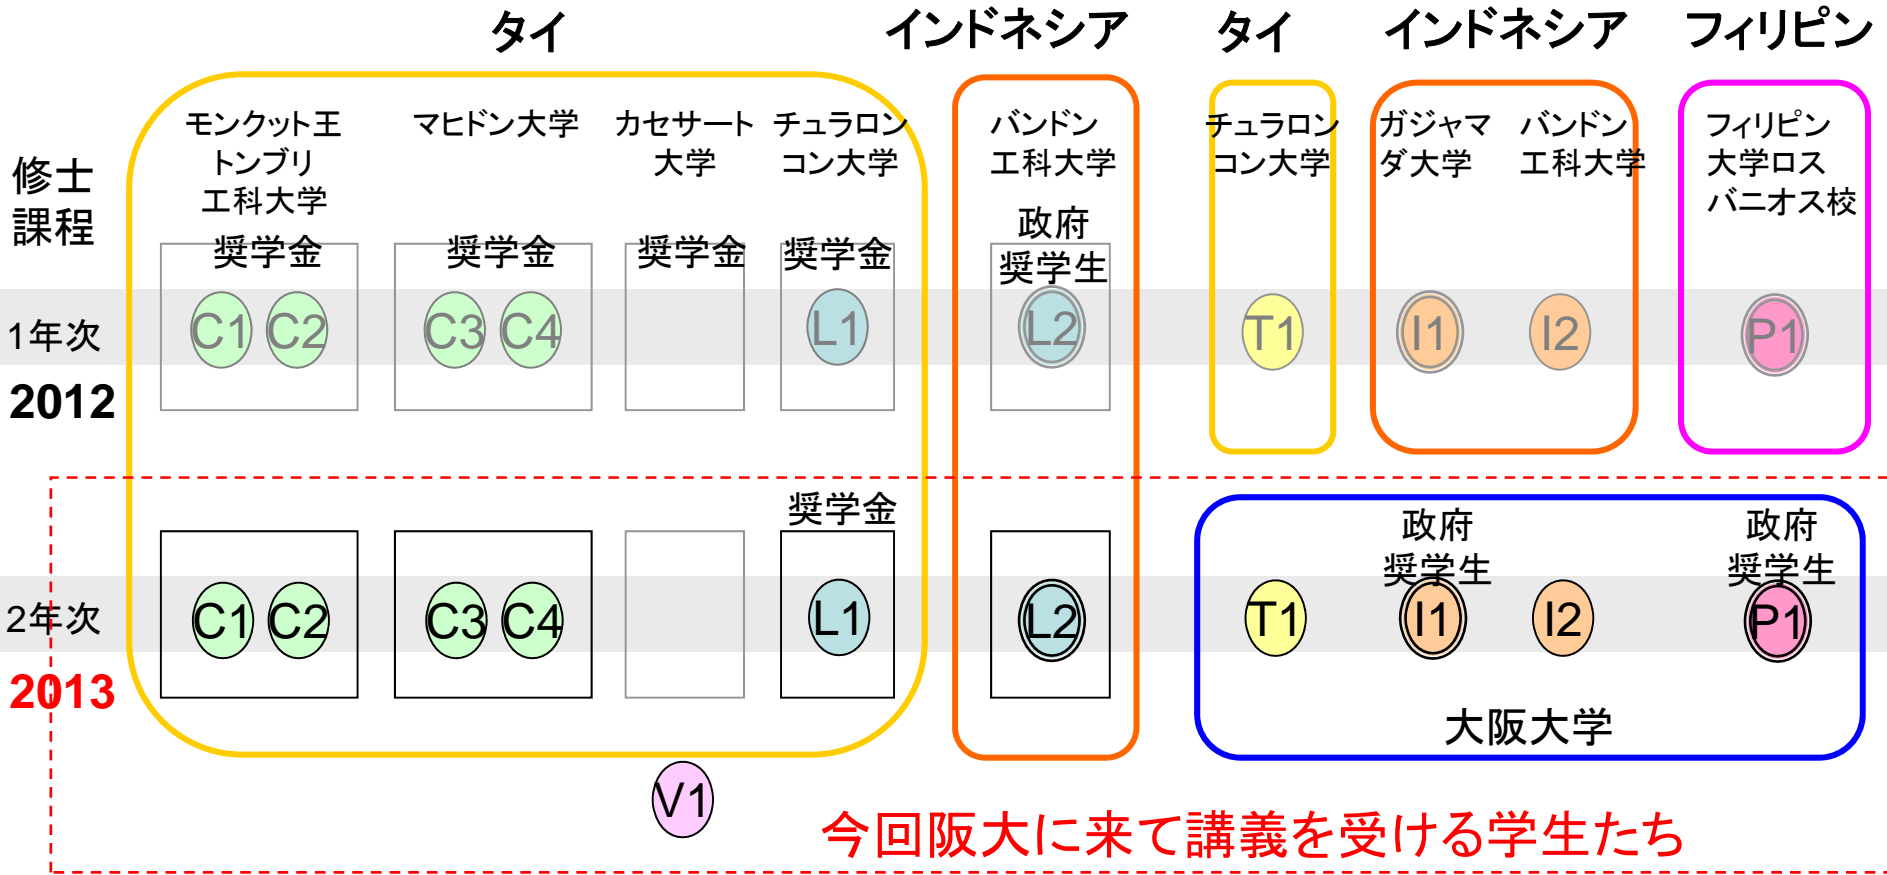 タイ
インドネシア
タイ
インドネシア
フィリピン
修士
課程
モンクット王
トンブリ
工科大学
マヒドン大学
カセサート
大学
チュラロン
コン大学
バンドン
工科大学
チュラロン
コン大学
ガジャマ
ダ大学
バンドン
工科大学
フィリピン
大学ロス
バニオス校
奨学金
奨学金
奨学金
奨学金
政府
奨学生
1年次
C1
C2
C3
C4
L1
L2
T1
I1
I2
P1
2012
奨学金
政府
奨学生
政府
奨学生
2年次
C1
C2
C3
C4
L1
L2
T1
I1
I2
P1
2013
大阪大学
V1
今回阪大に来て講義を受ける学生たち